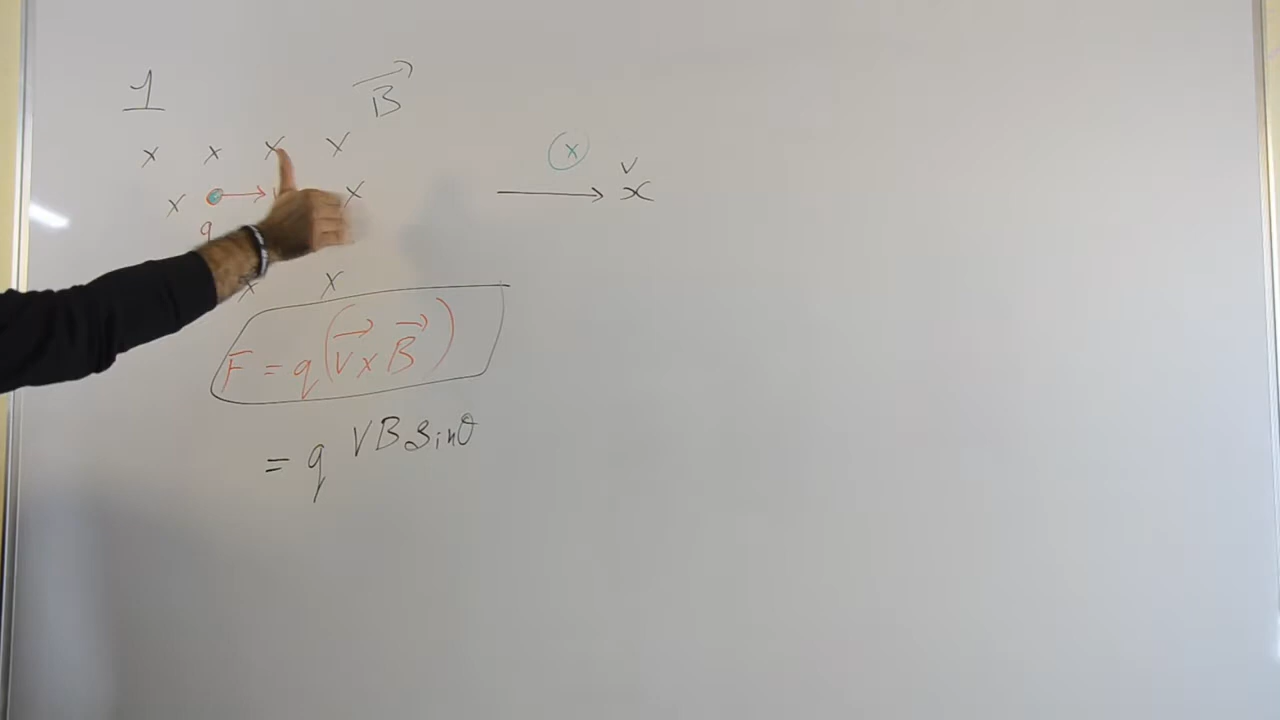 1
B
x x x x
x v x
q
x x
F = q(v x B)
= q VB sinθ
x
v
x